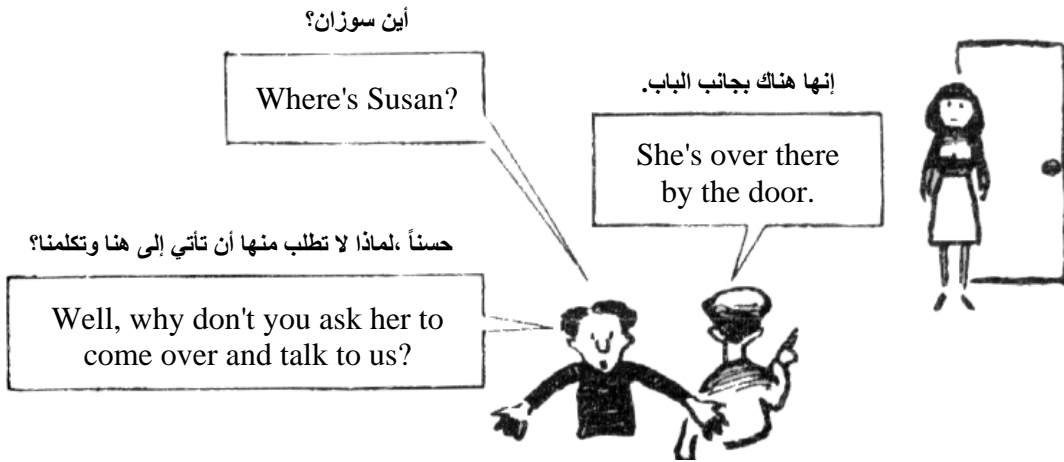 أين سوزان؟
Where's Susan?
إنها هناك بجانب الباب.
She's over there
by the door.
حسناً ،لماذا لا تطلب منها أن تأتي إلى هنا وتكلمنا؟
Well, why don't you ask her to
come over and talk to us?